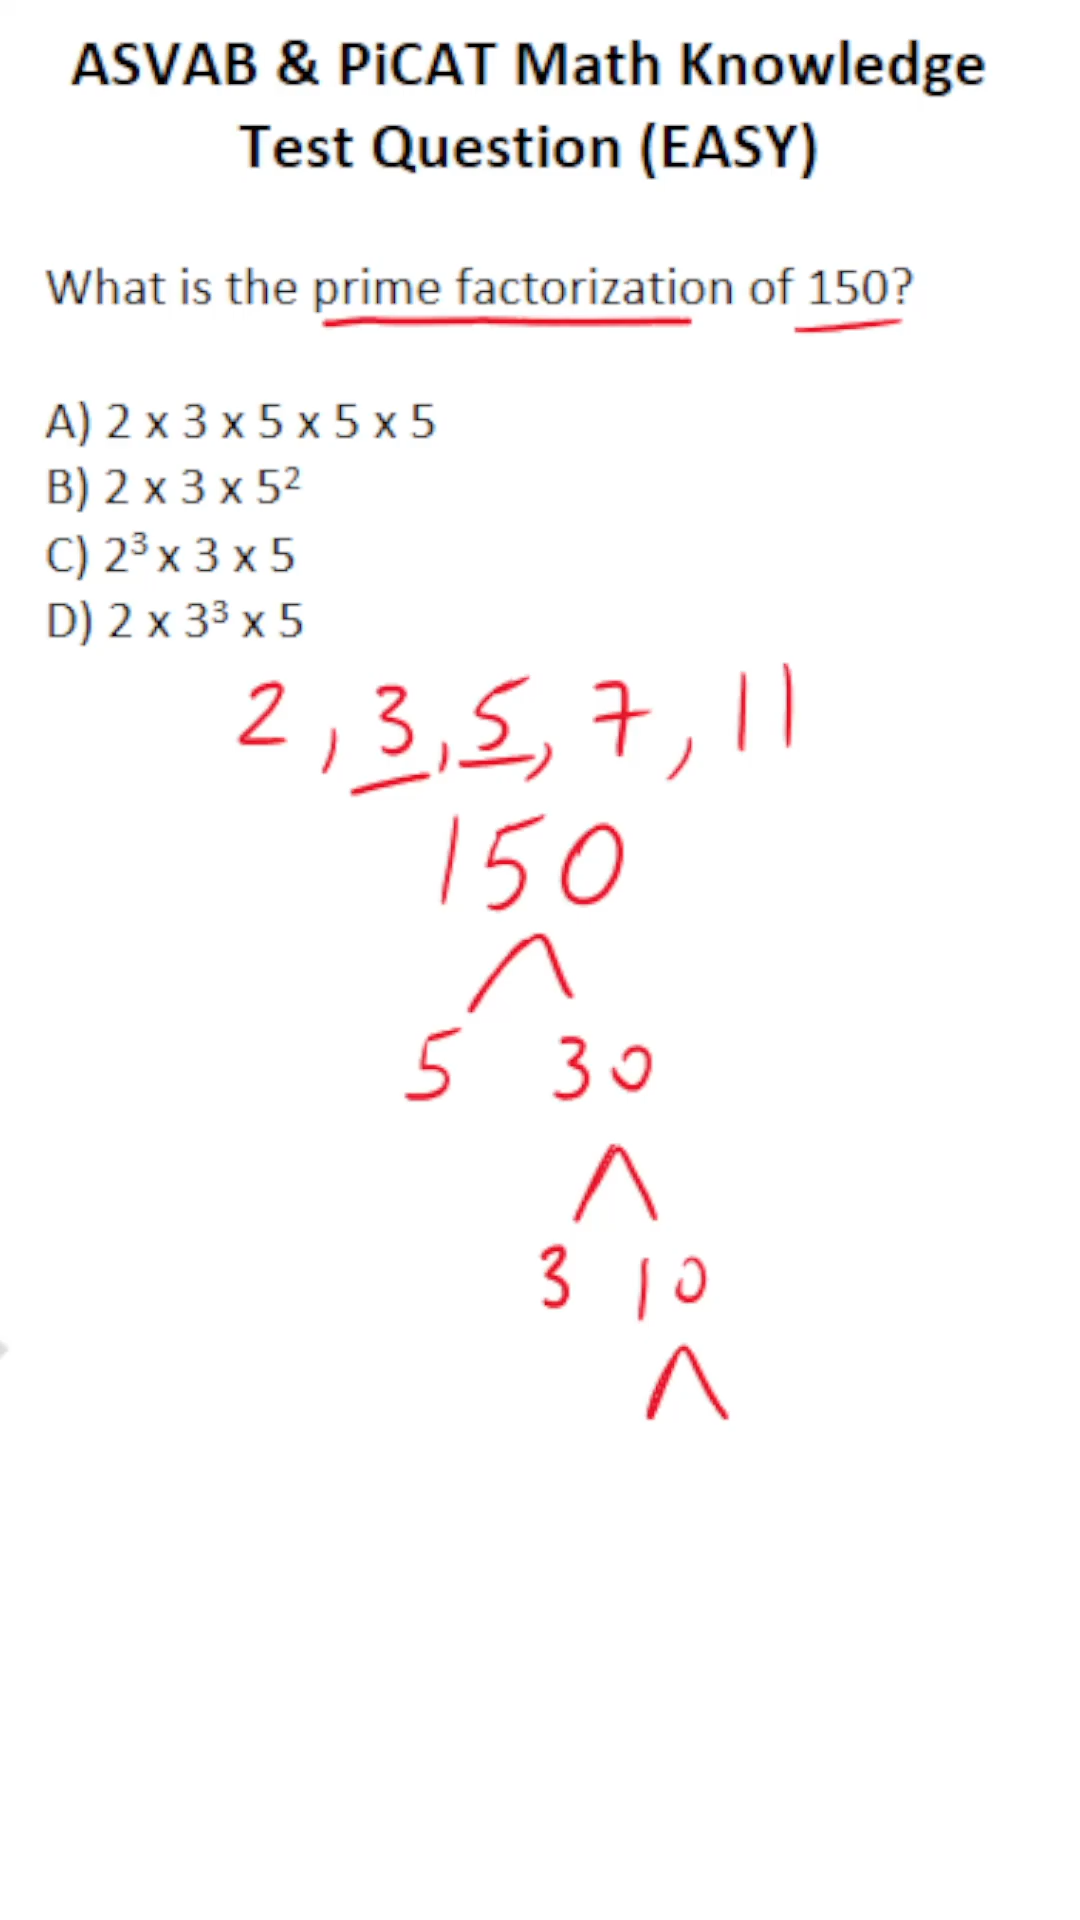 ASVAB & PiCAT Math Knowledge
Test Question (EASY)
What is the prime factorization of 150?
A) 2 x 3 x 5 x 5 x 5
B) 2 x 3 x 5²
C) 2³ x 3 x 5
D) 2 x 3³ x 5
2, 3, 5, 7, 11
150
5 30
3 10